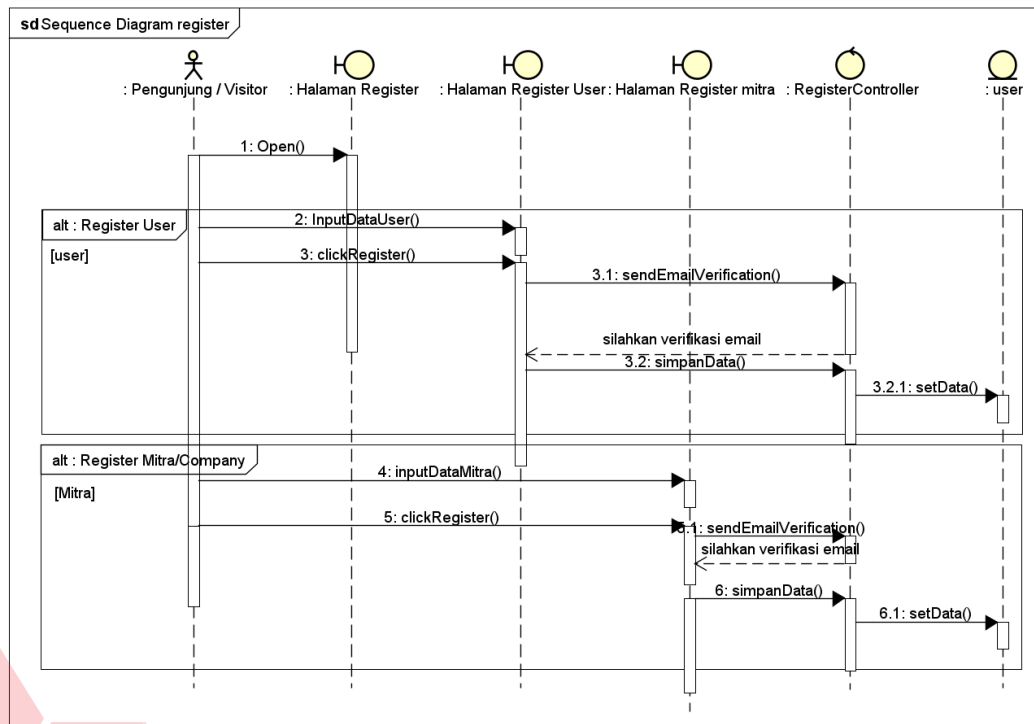 sd Sequence Diagram register
: Pengunjung / Visitor
: Halaman Register
: Halaman Register User
: Halaman Register mitra
: RegisterController
: user
1: Open()
alt : Register User
[user]
2: InputDataUser()
3: clickRegister()
3.1: sendEmailVerification()
silahkan verifikasi email
3.2: simpanData()
3.2.1: setData()
alt : Register Mitra/Company
[Mitra]
4: inputDataMitra()
5: clickRegister()
5.1: sendEmailVerification()
silahkan verifikasi email
6: simpanData()
6.1: setData()